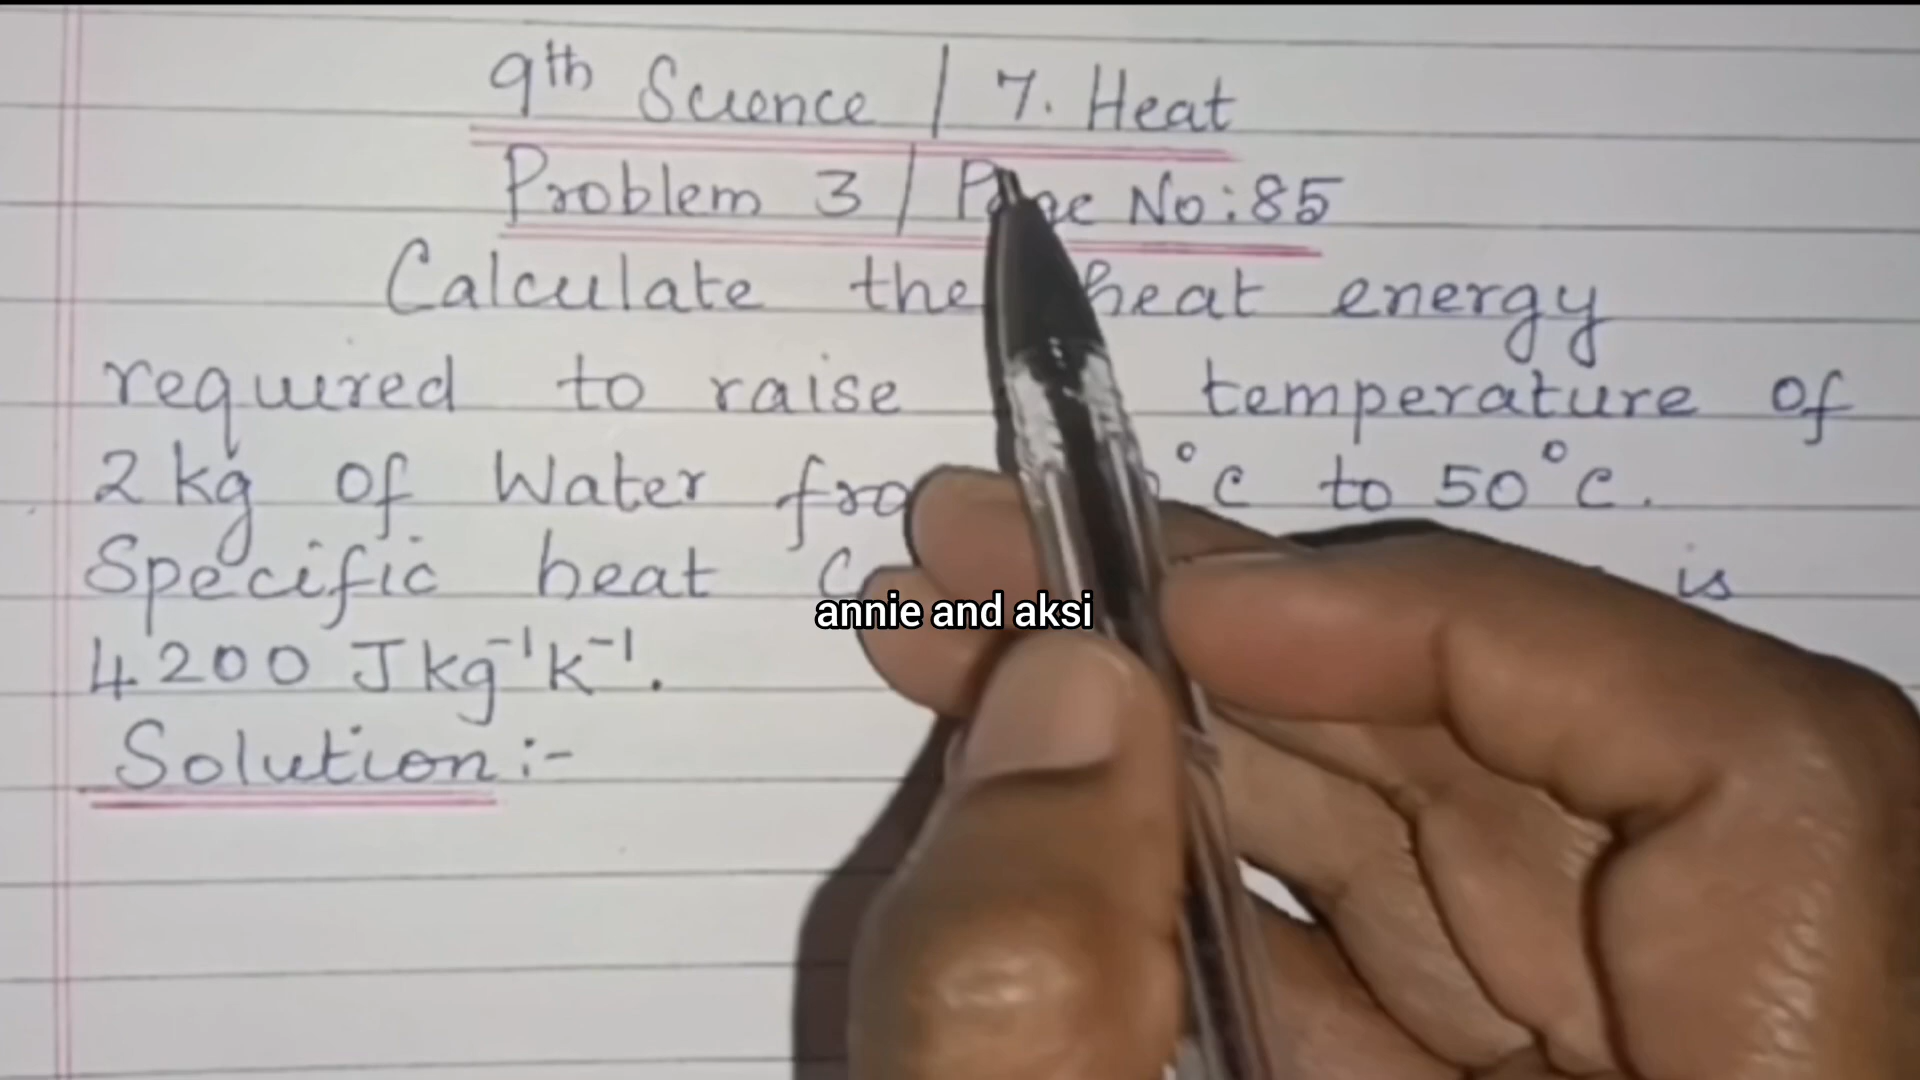 9th Science | 7. Heat
Problem 3 | Page No:85
Calculate the heat energy
required to raise temperature of
2 kg of Water °C to 50°C.
Specific heat is
4200 J kg⁻¹ K⁻¹.
Solution :-
annie and aksi